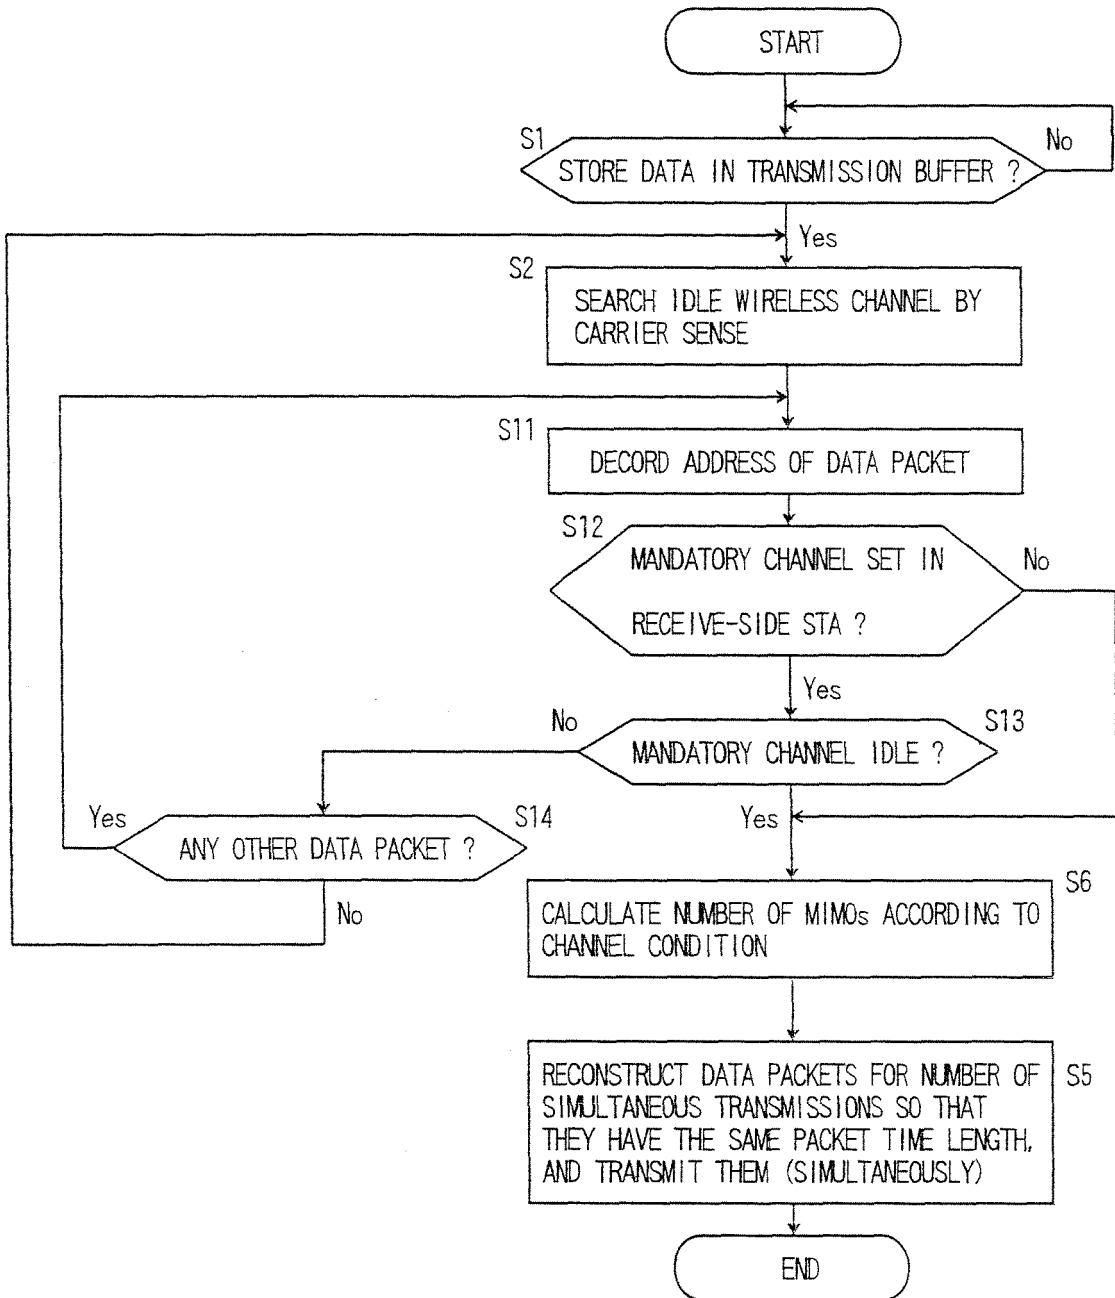 START
S1
No
STORE DATA IN TRANSMISSION BUFFER ?
Yes
S2
SEARCH IDLE WIRELESS CHANNEL BY
CARRIER SENSE
S11
DECORD ADDRESS OF DATA PACKET
S12
MANDATORY CHANNEL SET IN
No
RECEIVE-SIDE STA ?
Yes
No
S13
MANDATORY CHANNEL IDLE ?
Yes
S14
Yes
ANY OTHER DATA PACKET ?
No
S6
CALCULATE NUMBER OF MIMOs ACCORDING TO
CHANNEL CONDITION
RECONSTRUCT DATA PACKETS FOR NUMBER OF
S5
SIMULTANEOUS TRANSMISSIONS SO THAT
THEY HAVE THE SAME PACKET TIME LENGTH,
AND TRANSMIT THEM (SIMULTANEOUSLY)
END